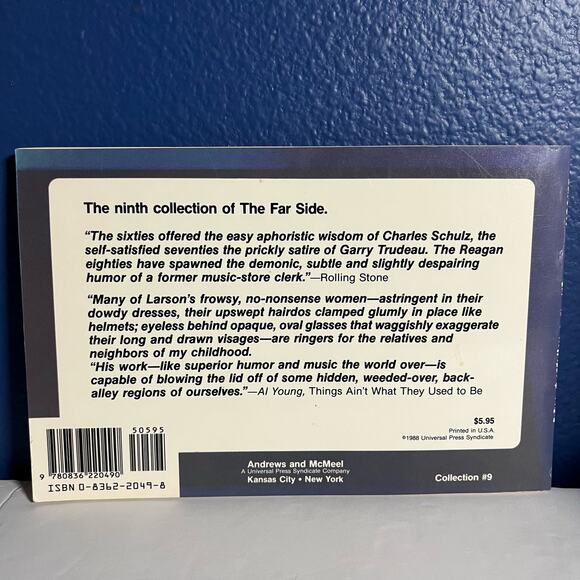 The ninth collection of The Far Side.
“The sixties offered the easy aphoristic wisdom of Charles Schulz, the
self-satisfied seventies the prickly satire of Garry Trudeau. The Reagan
eighties have spawned the demonic, subtle and slightly despairing
humor of a former music-store clerk.”—Rolling Stone
“Many of Larson’s frowsy, no-nonsense women—astringent in their
dowdy dresses, their upswept hairdos clamped glumly in place like
helmets; eyeless behind opaque, oval glasses that waggishly exaggerate
their long and drawn visages—are ringers for the relatives and
neighbors of my childhood.
“His work—like superior humor and music the world over—is
capable of blowing the lid off of some hidden, weeded-over, back-
alley regions of ourselves.”—Al Young, Things Ain’t What They Used to Be
$5.95
Printed in U.S.A.
©1988 Universal Press Syndicate
50595
9 780836 220490
ISBN 0-8362-2049-8
Andrews and McMeel
A Universal Press Syndicate Company
Kansas City • New York
Collection #9